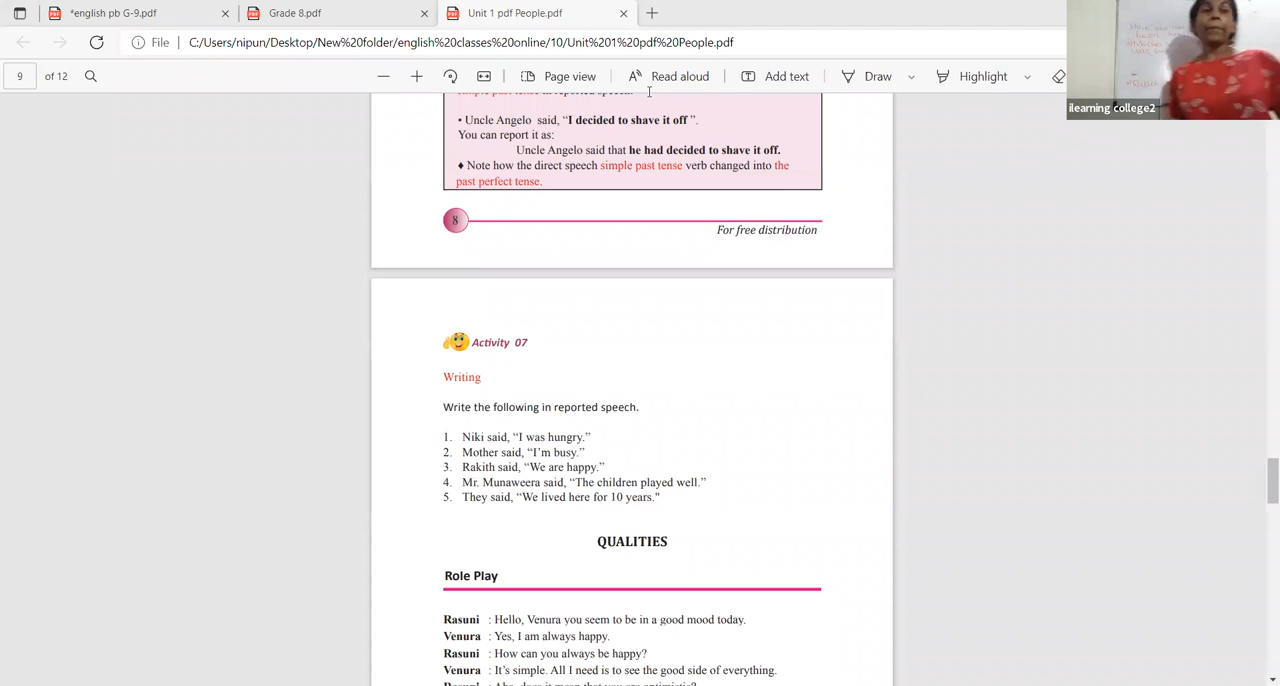 *english pb G-9.pdf
Grade 8.pdf
Unit 1 pdf People.pdf
File
C:/Users/nipun/Desktop/New%20folder/english%20classes%20online/10/Unit%201%20pdf%20People.pdf
9 of 12
Page view
Read aloud
Add text
Draw
Highlight
ilearning college2
simple past tense in reported speech.
• Uncle Angelo said, “I decided to shave it off ”.
You can report it as:
Uncle Angelo said that he had decided to shave it off.
♦ Note how the direct speech simple past tense verb changed into the
past perfect tense.
8
For free distribution
Activity 07
Writing
Write the following in reported speech.
1. Niki said, “I was hungry.”
2. Mother said, “I’m busy.”
3. Rakith said, “We are happy.”
4. Mr. Munaweera said, “The children played well.”
5. They said, “We lived here for 10 years."
QUALITIES
Role Play
Rasuni : Hello, Venura you seem to be in a good mood today.
Venura : Yes, I am always happy.
Rasuni : How can you always be happy?
Venura : It’s simple. All I need is to see the good side of everything.